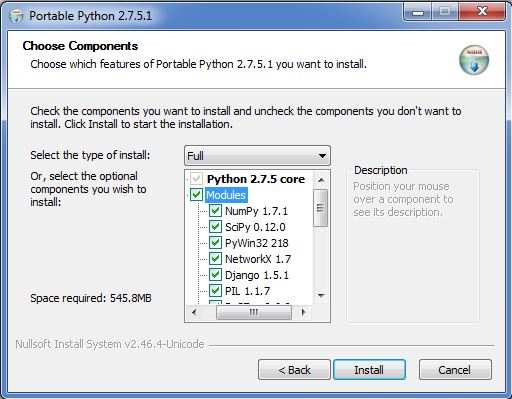 Portable Python 2.7.5.1
Choose Components
Choose which features of Portable Python 2.7.5.1 you want to install.
Check the components you want to install and uncheck the components you don't want to
install. Click Install to start the installation.
Select the type of install:
Full
Or, select the optional
components you wish to
install:
Python 2.7.5 core
Modules
NumPy 1.7.1
SciPy 0.12.0
PyWin32 218
NetworkX 1.7
Django 1.5.1
PIL 1.1.7
Description
Position your mouse
over a component to
see its description.
Space required: 545.8MB
Nullsoft Install System v2.46.4-Unicode
< Back
Install
Cancel